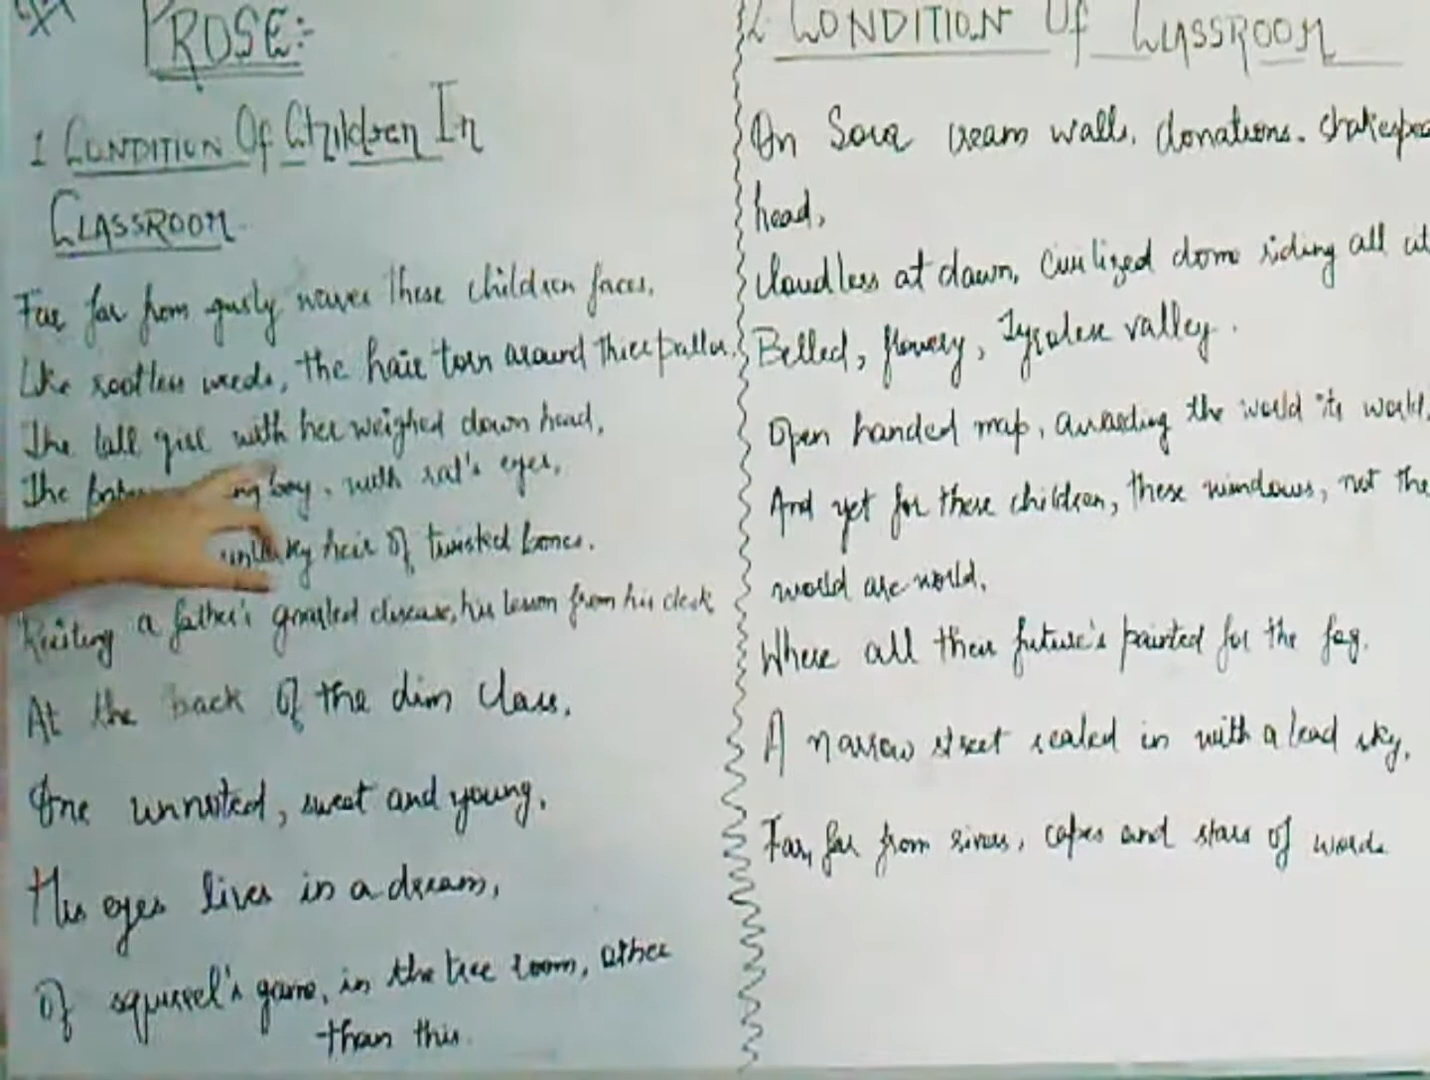 PROSE:-
1 CONDITION Of Children In
CLASSROOM
Far far from gusty waves these children faces,
Like rootless weeds, the hair torn around
The tall girl with her weighed down head,
The boy, with rat's eyes,
unlucky heir of twisted bones.
Reciting a father's gnarled disease, his lesson from his desk
At the back of the dim Class,
One unnoted, sweet and young,
His eyes lives in a dream,
Of squirrel's game, in the tree room, other
than this.
2 CONDITION Of CLASSROOM
On Sour cream walls, donations. Shakespea
head,
Cloudless at dawn, Civilized dome riding all cit
Belled, flowery, Tyrolese valley.
Open handed map, awarding the world its world.
And yet for these children, these windows, not the
world are world.
Where all their future's painted for the fog.
A narrow street sealed in with a lead sky,
Far, far from rivers, capes and stars of words